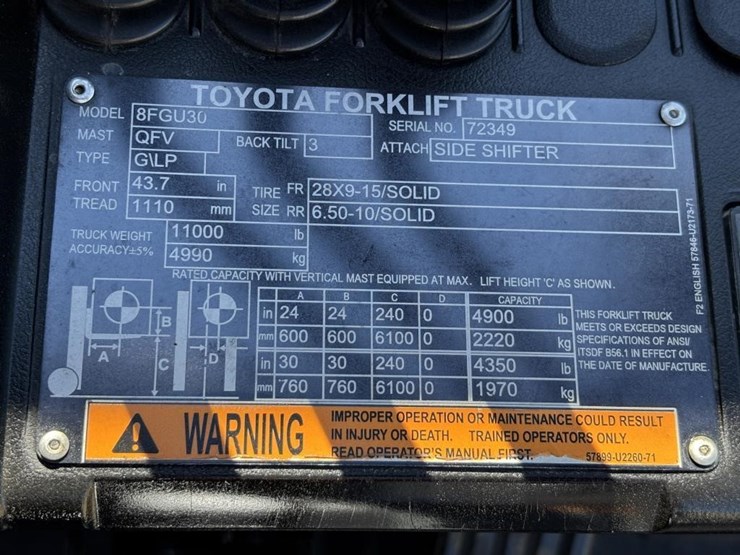 TOYOTA FORKLIFT TRUCK
MODEL 8FGU30 SERIAL NO. 72349
MAST QFV BACK TILT 3 ATTACH SIDE SHIFTER
TYPE G\LP
FRONT TREAD 43.7 in TIRE SIZE FR 28X9-15/SOLID
1110 mm RR 6.50-10/SOLID
TRUCK WEIGHT 11000 lb
ACCURACY±5% 4990 kg
RATED CAPACITY WITH VERTICAL MAST EQUIPPED AT MAX. LIFT HEIGHT 'C' AS SHOWN.
A B C D CAPACITY
in 24 24 240 0 4900 lb
mm 600 600 6100 0 2220 kg
in 30 30 240 0 4350 lb
mm 760 760 6100 0 1970 kg
A B C D
THIS FORKLIFT TRUCK
MEETS OR EXCEEDS DESIGN
SPECIFICATIONS OF ANSI/
ITSDF B56.1 IN EFFECT ON
THE DATE OF MANUFACTURE.
F2 ENGLISH 57846-U2173-71
WARNING
IMPROPER OPERATION OR MAINTENANCE COULD RESULT
IN INJURY OR DEATH. TRAINED OPERATORS ONLY.
READ OPERATOR'S MANUAL FIRST. 57899-U2260-71